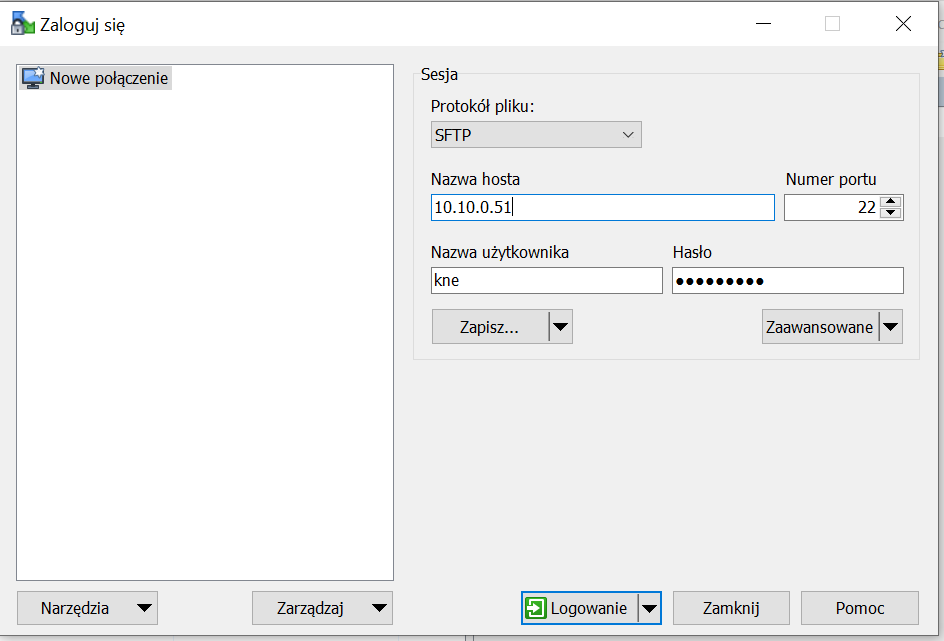 Zaloguj się
Nowe połączenie
Sesja
Protokół pliku:
SFTP
Nazwa hosta
Numer portu
10.10.0.51
22
Nazwa użytkownika
Hasło
kne
●●●●●●●●●
Zapisz...
Zaawansowane
Narzędzia
Zarządzaj
Logowanie
Zamknij
Pomoc